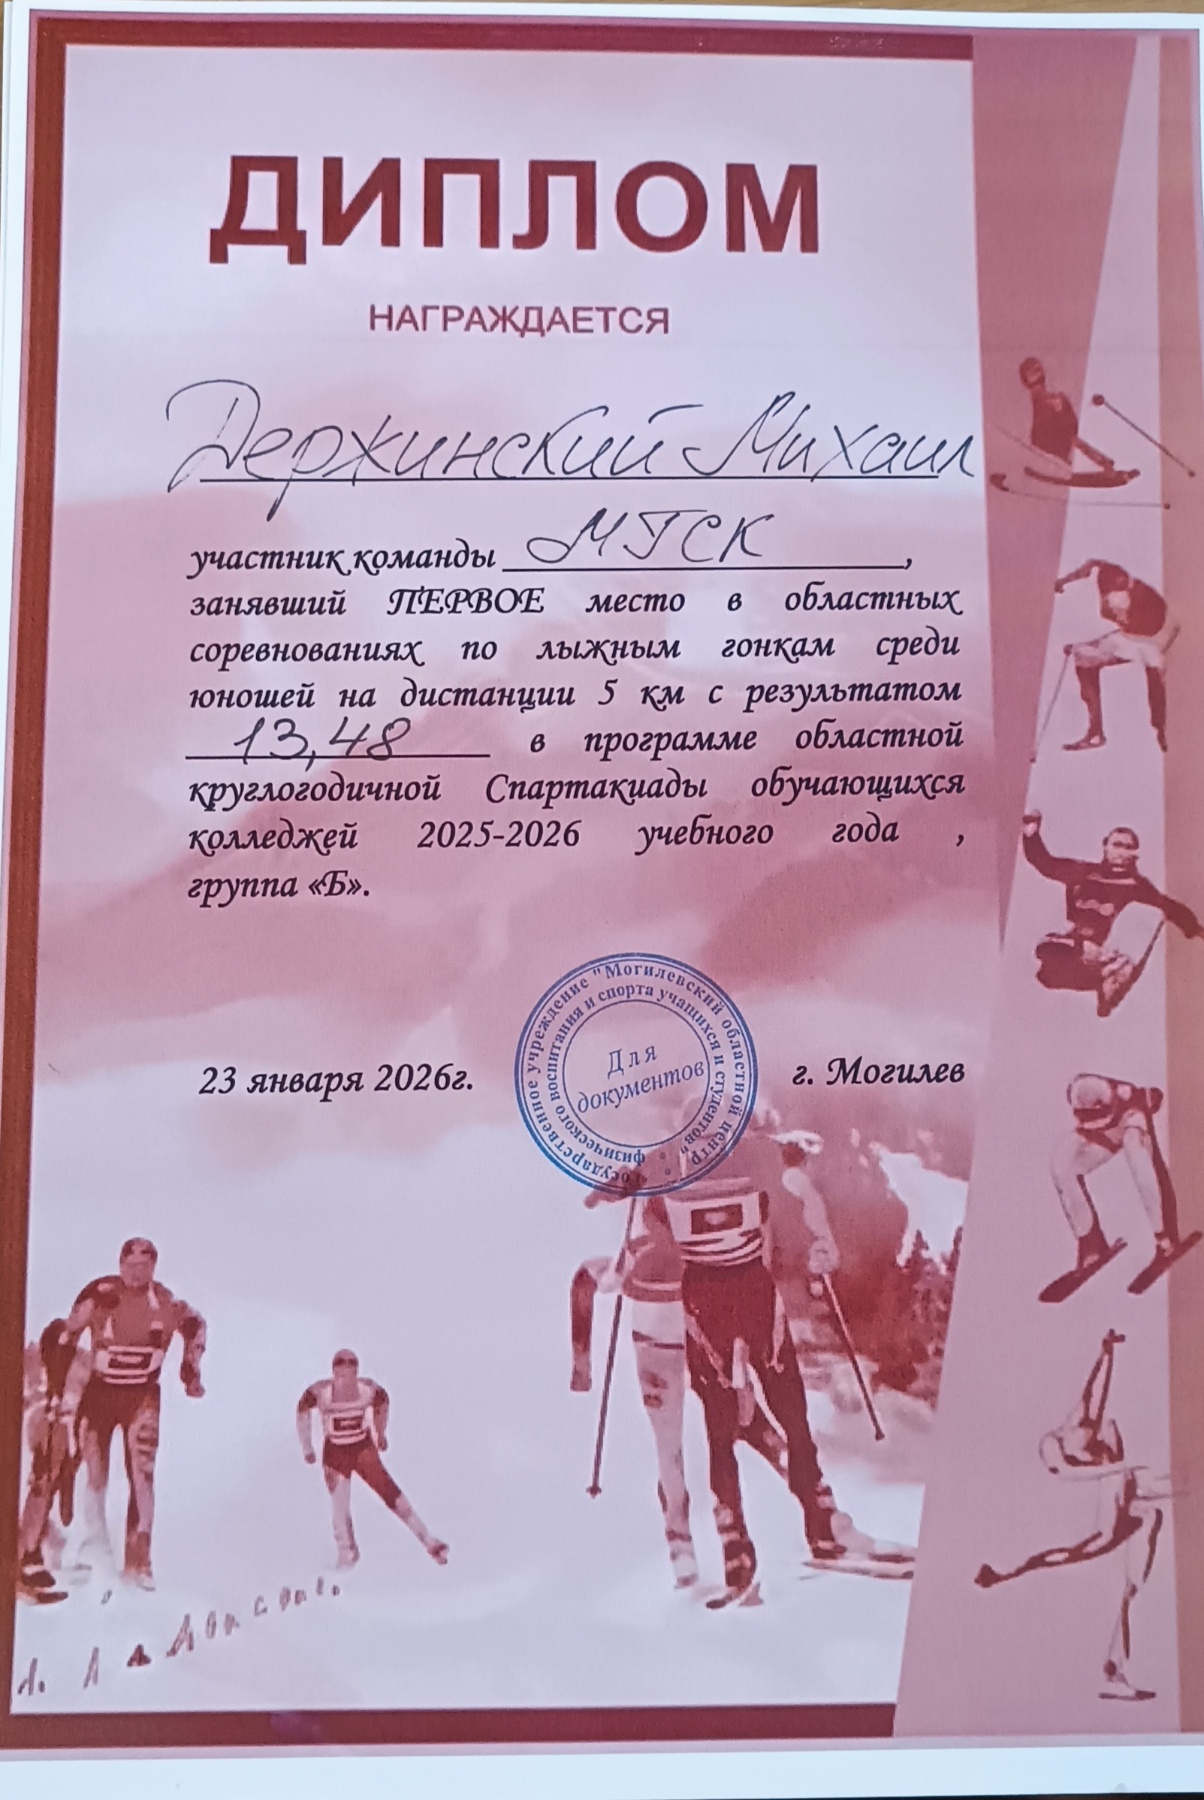 ДИПЛОМ
НАГРАЖДАЕТСЯ
Держинский Михаил
участник команды МГСК,
занявший ПЕРВОЕ место в областных
соревнованиях по лыжным гонкам среди
юношей на дистанции 5 км с результатом
13,48 в программе областной
круглогодичной Спартакиады обучающихся
колледжей 2025-2026 учебного года ,
группа «Б».
23 января 2026г.
Государственное учреждение "Могилевский областной центр
физического воспитания и спорта учащихся и студентов"
Для
документов
г. Могилев